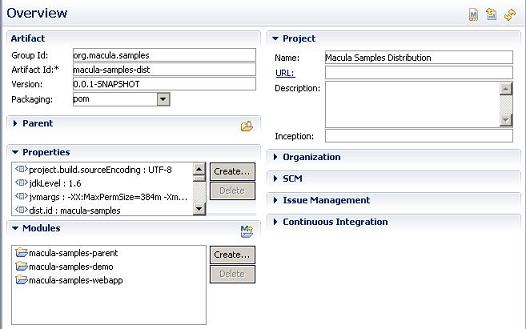 Overview
Artifact
Group Id: org.macula.samples
Artifact Id:* macula-samples-dist
Version: 0.0.1-SNAPSHOT
Packaging: pom
Parent
Properties
project.build.sourceEncoding : UTF-8
jdkLevel : 1.6
jvmargs : -XX:MaxPermSize=384m -Xm...
dist.id : macula-samples
Create...
Delete
Modules
macula-samples-parent
macula-samples-demo
macula-samples-webapp
Create...
Delete
Project
Name: Macula Samples Distribution
URL:
Description:
Inception:
Organization
SCM
Issue Management
Continuous Integration